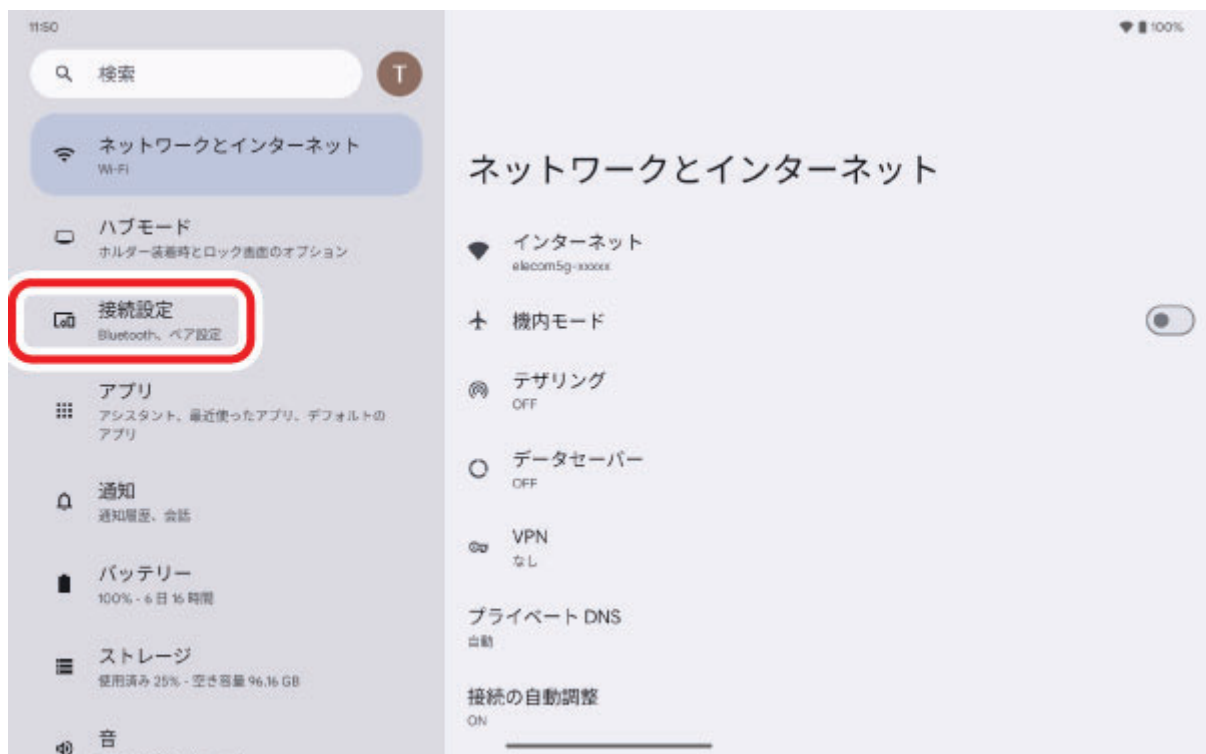 11:50
100%
検索
T
ネットワークとインターネット
Wi-Fi
ハブモード
ホルダー装着時とロック画面のオプション
接続設定
Bluetooth、ペア設定
アプリ
アシスタント、最近使ったアプリ、デフォルトの
アプリ
通知
通知履歴、会話
バッテリー
100% - 6 日 16 時間
ストレージ
使用済み 25% - 空き容量 96.16 GB
音
ネットワークとインターネット
インターネット
elecom5g-xxxxx
機内モード
テザリング
OFF
データセーバー
OFF
VPN
なし
プライベート DNS
自動
接続の自動調整
ON